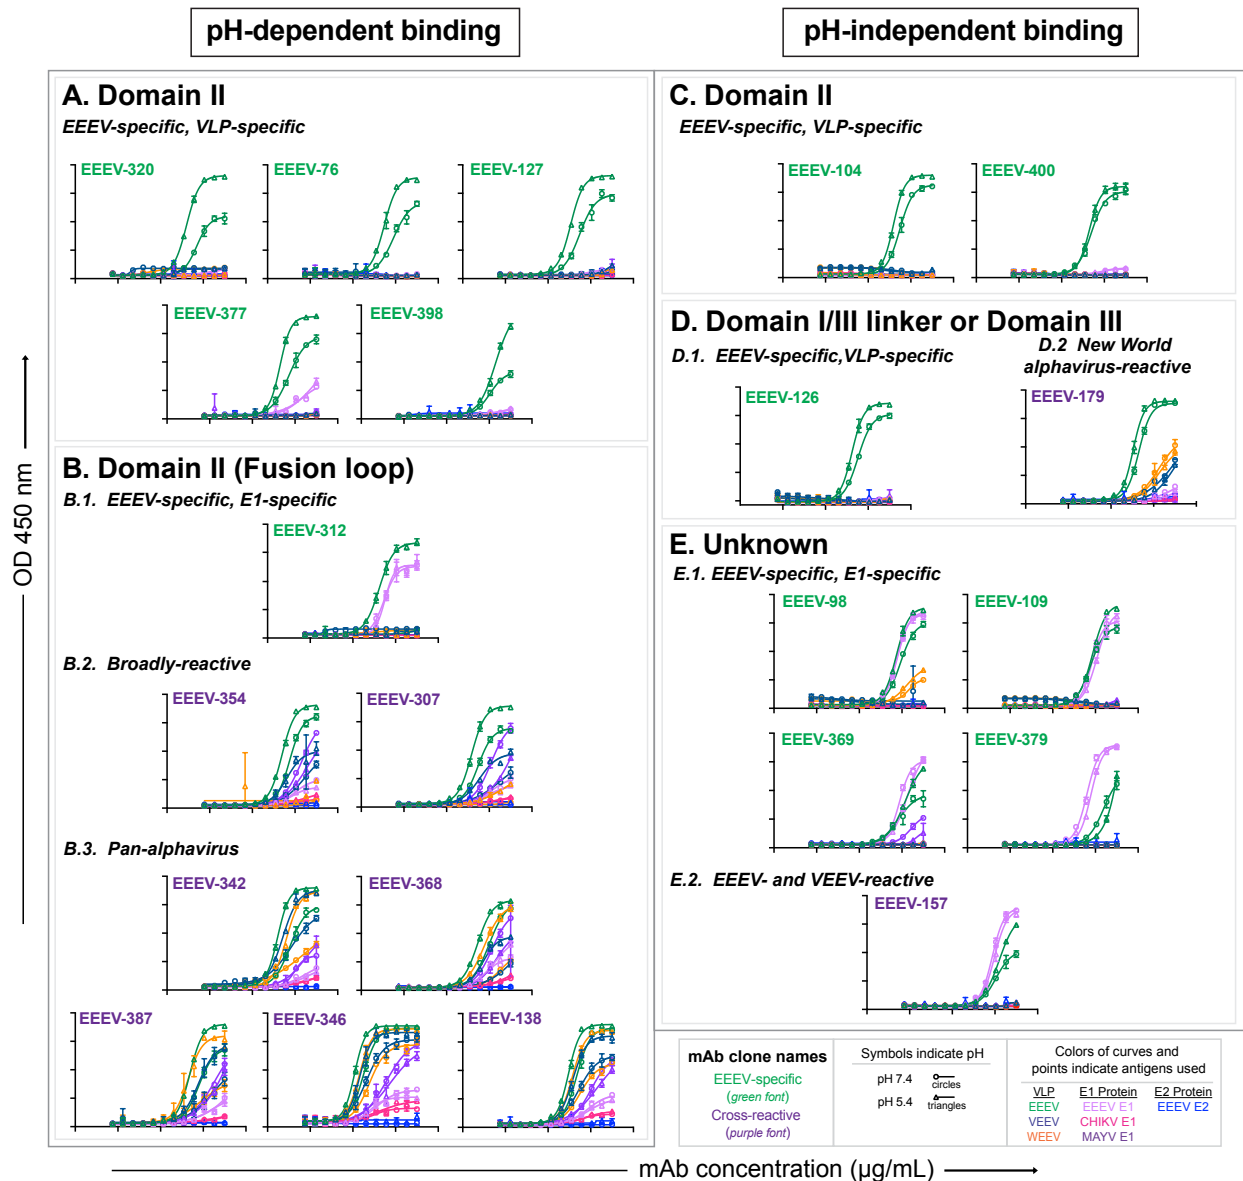 pH-dependent binding
pH-independent binding
A. Domain II
EEEV-specific, VLP-specific
EEEV-320
EEEV-76
EEEV-127
EEEV-377
EEEV-398
B. Domain II (Fusion loop)
B.1. EEEV-specific, E1-specific
EEEV-312
B.2. Broadly-reactive
EEEV-354
EEEV-307
B.3. Pan-alphavirus
EEEV-342
EEEV-368
EEEV-387
EEEV-346
EEEV-138
C. Domain II
EEEV-specific, VLP-specific
EEEV-104
EEEV-400
D. Domain I/III linker or Domain III
D.1. EEEV-specific,VLP-specific
D.2 New World
alphavirus-reactive
EEEV-126
EEEV-179
E. Unknown
E.1. EEEV-specific, E1-specific
EEEV-98
EEEV-109
EEEV-369
EEEV-379
E.2. EEEV- and VEEV-reactive
EEEV-157
mAb clone names
EEEV-specific
(green font)
Cross-reactive
(purple font)
Symbols indicate pH
pH 7.4 circles
pH 5.4 triangles
Colors of curves and
points indicate antigens used
VLP E1 Protein E2 Protein
EEEV EEEV E1 EEEV E2
VEEV CHIKV E1
WEEV MAYV E1
OD 450 nm
mAb concentration (µg/mL)